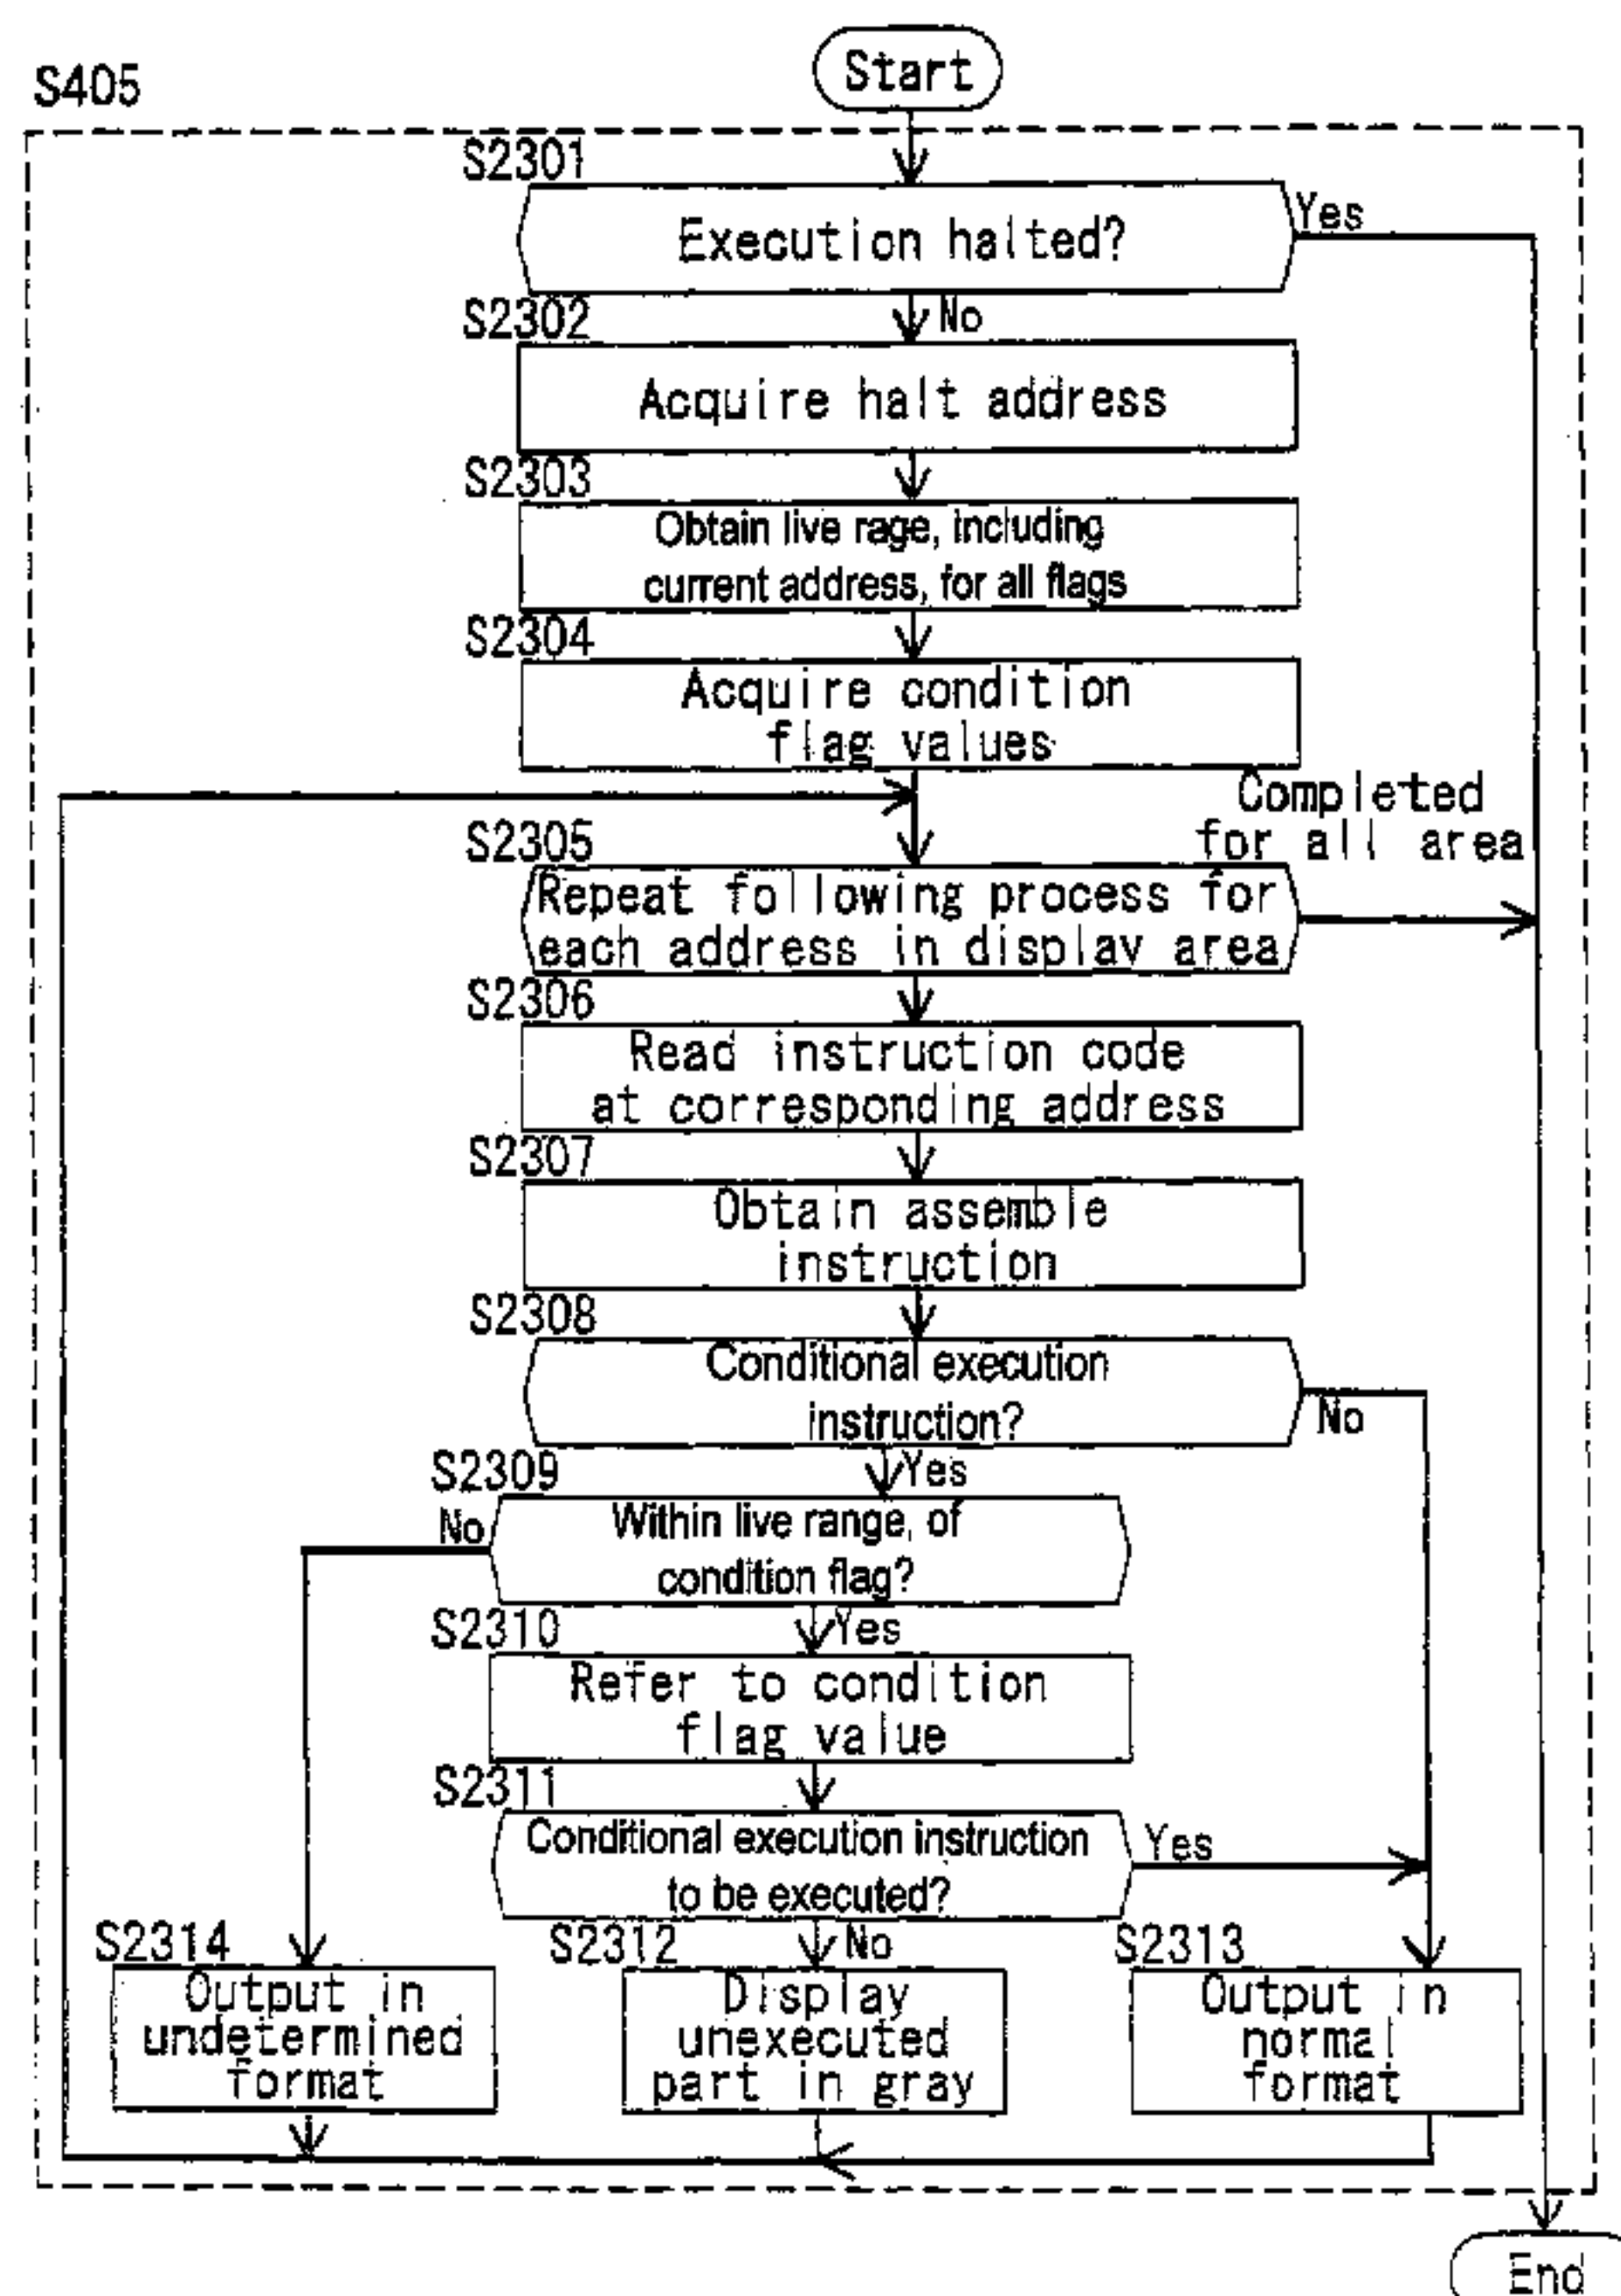 Start
S405
S2301
Execution halted?
Yes
S2302
No
Acquire halt address
S2303
Obtain live rage, including
current address, for all flags
S2304
Acquire condition
flag values
Completed
for all area
S2305
Repeat following process for
each address in display area
S2306
Read instruction code
at corresponding address
S2307
Obtain assemble
instruction
S2308
Conditional execution
instruction?
No
S2309
Yes
No
Within live range, of
condition flag?
S2310
Yes
Refer to condition
flag value
S2311
Conditional execution instruction
to be executed?
Yes
S2314
S2312
No
S2313
Output in
undetermined
format
Display
unexecuted
part in gray
Output in
normal
format
End